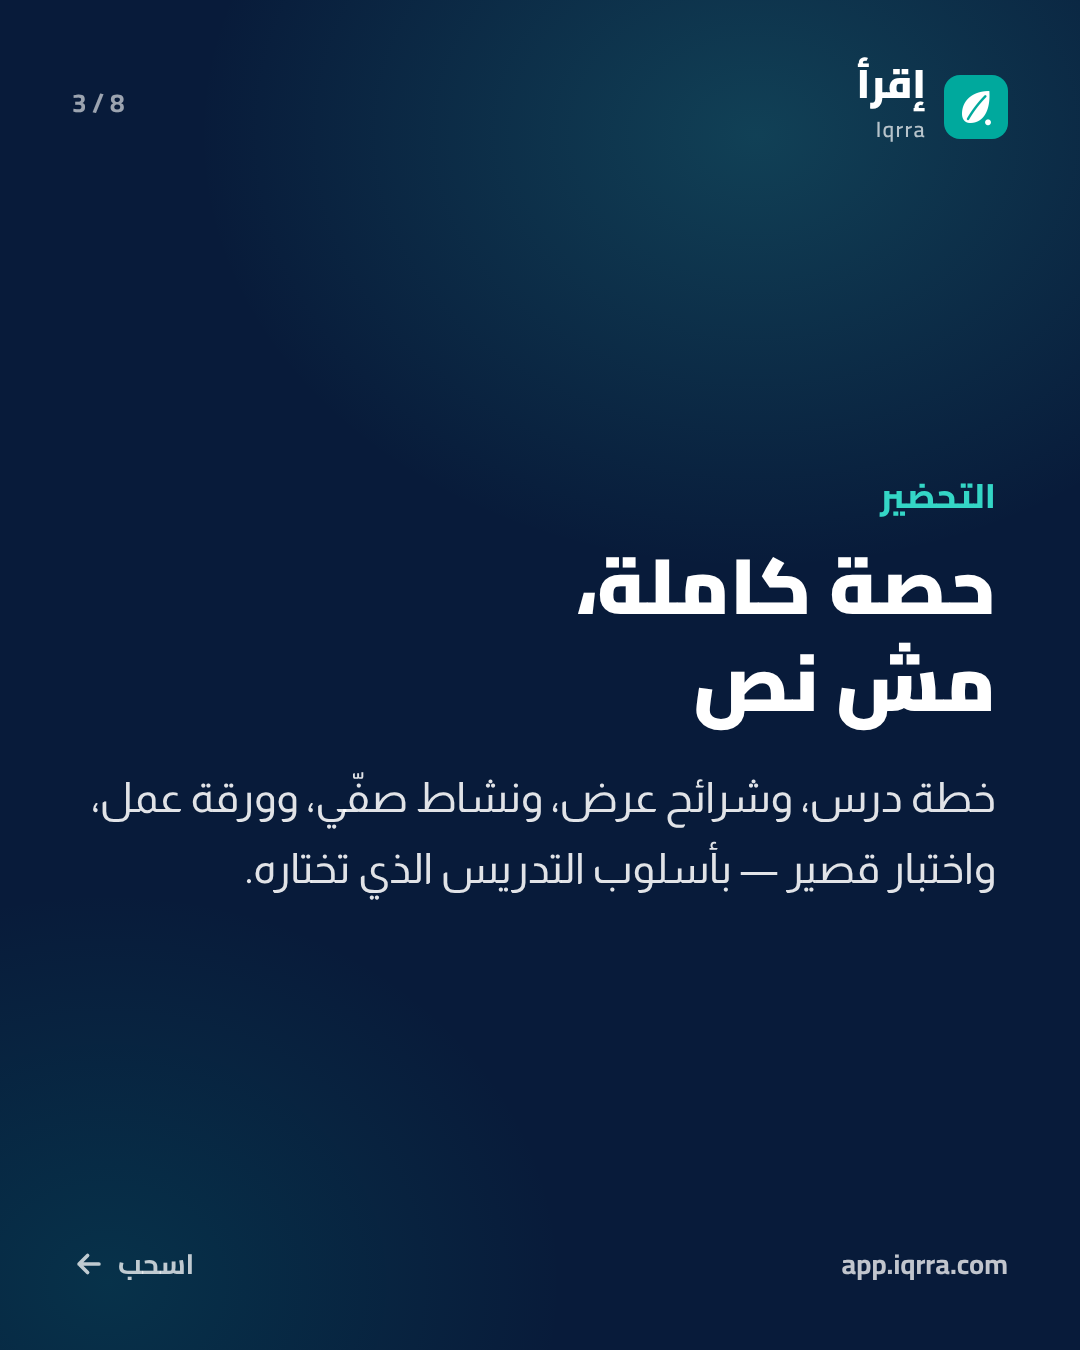 إقرأ
Iqrra
3 / 8
التحضير
حصة كاملة،
مش نص
خطة درس، وشرائح عرض، ونشاط صفّي، وورقة عمل،
واختبار قصير — بأسلوب التدريس الذي تختاره.
app.iqrra.com
اسحب ←